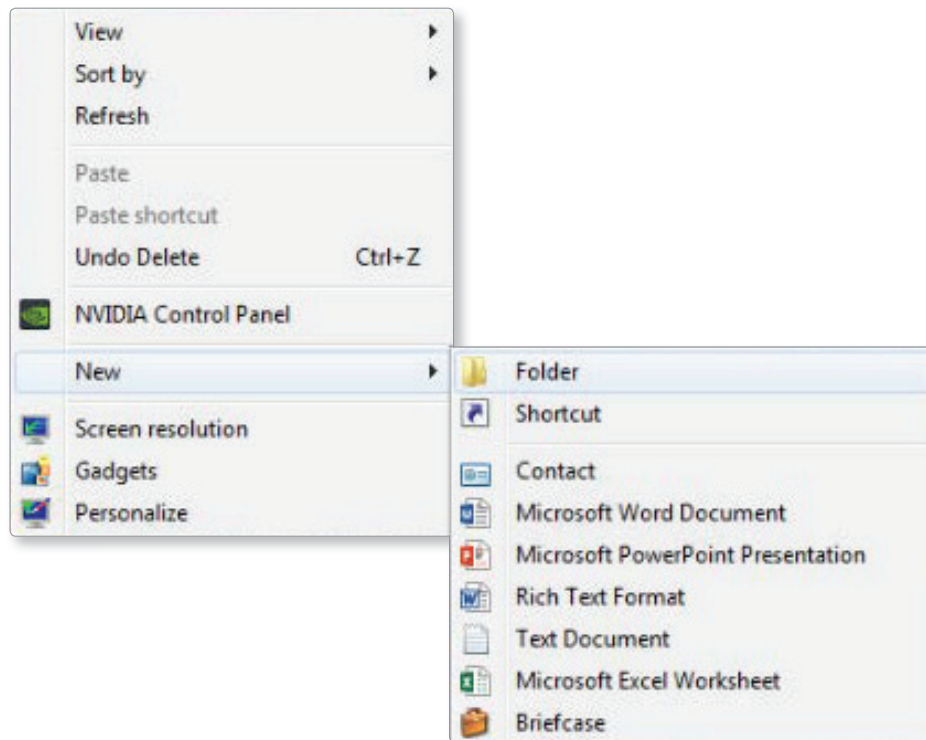 View
Sort by
Refresh
Paste
Paste shortcut
Undo Delete Ctrl+Z
NVIDIA Control Panel
New
Screen resolution
Gadgets
Personalize
Folder
Shortcut
Contact
Microsoft Word Document
Microsoft PowerPoint Presentation
Rich Text Format
Text Document
Microsoft Excel Worksheet
Briefcase